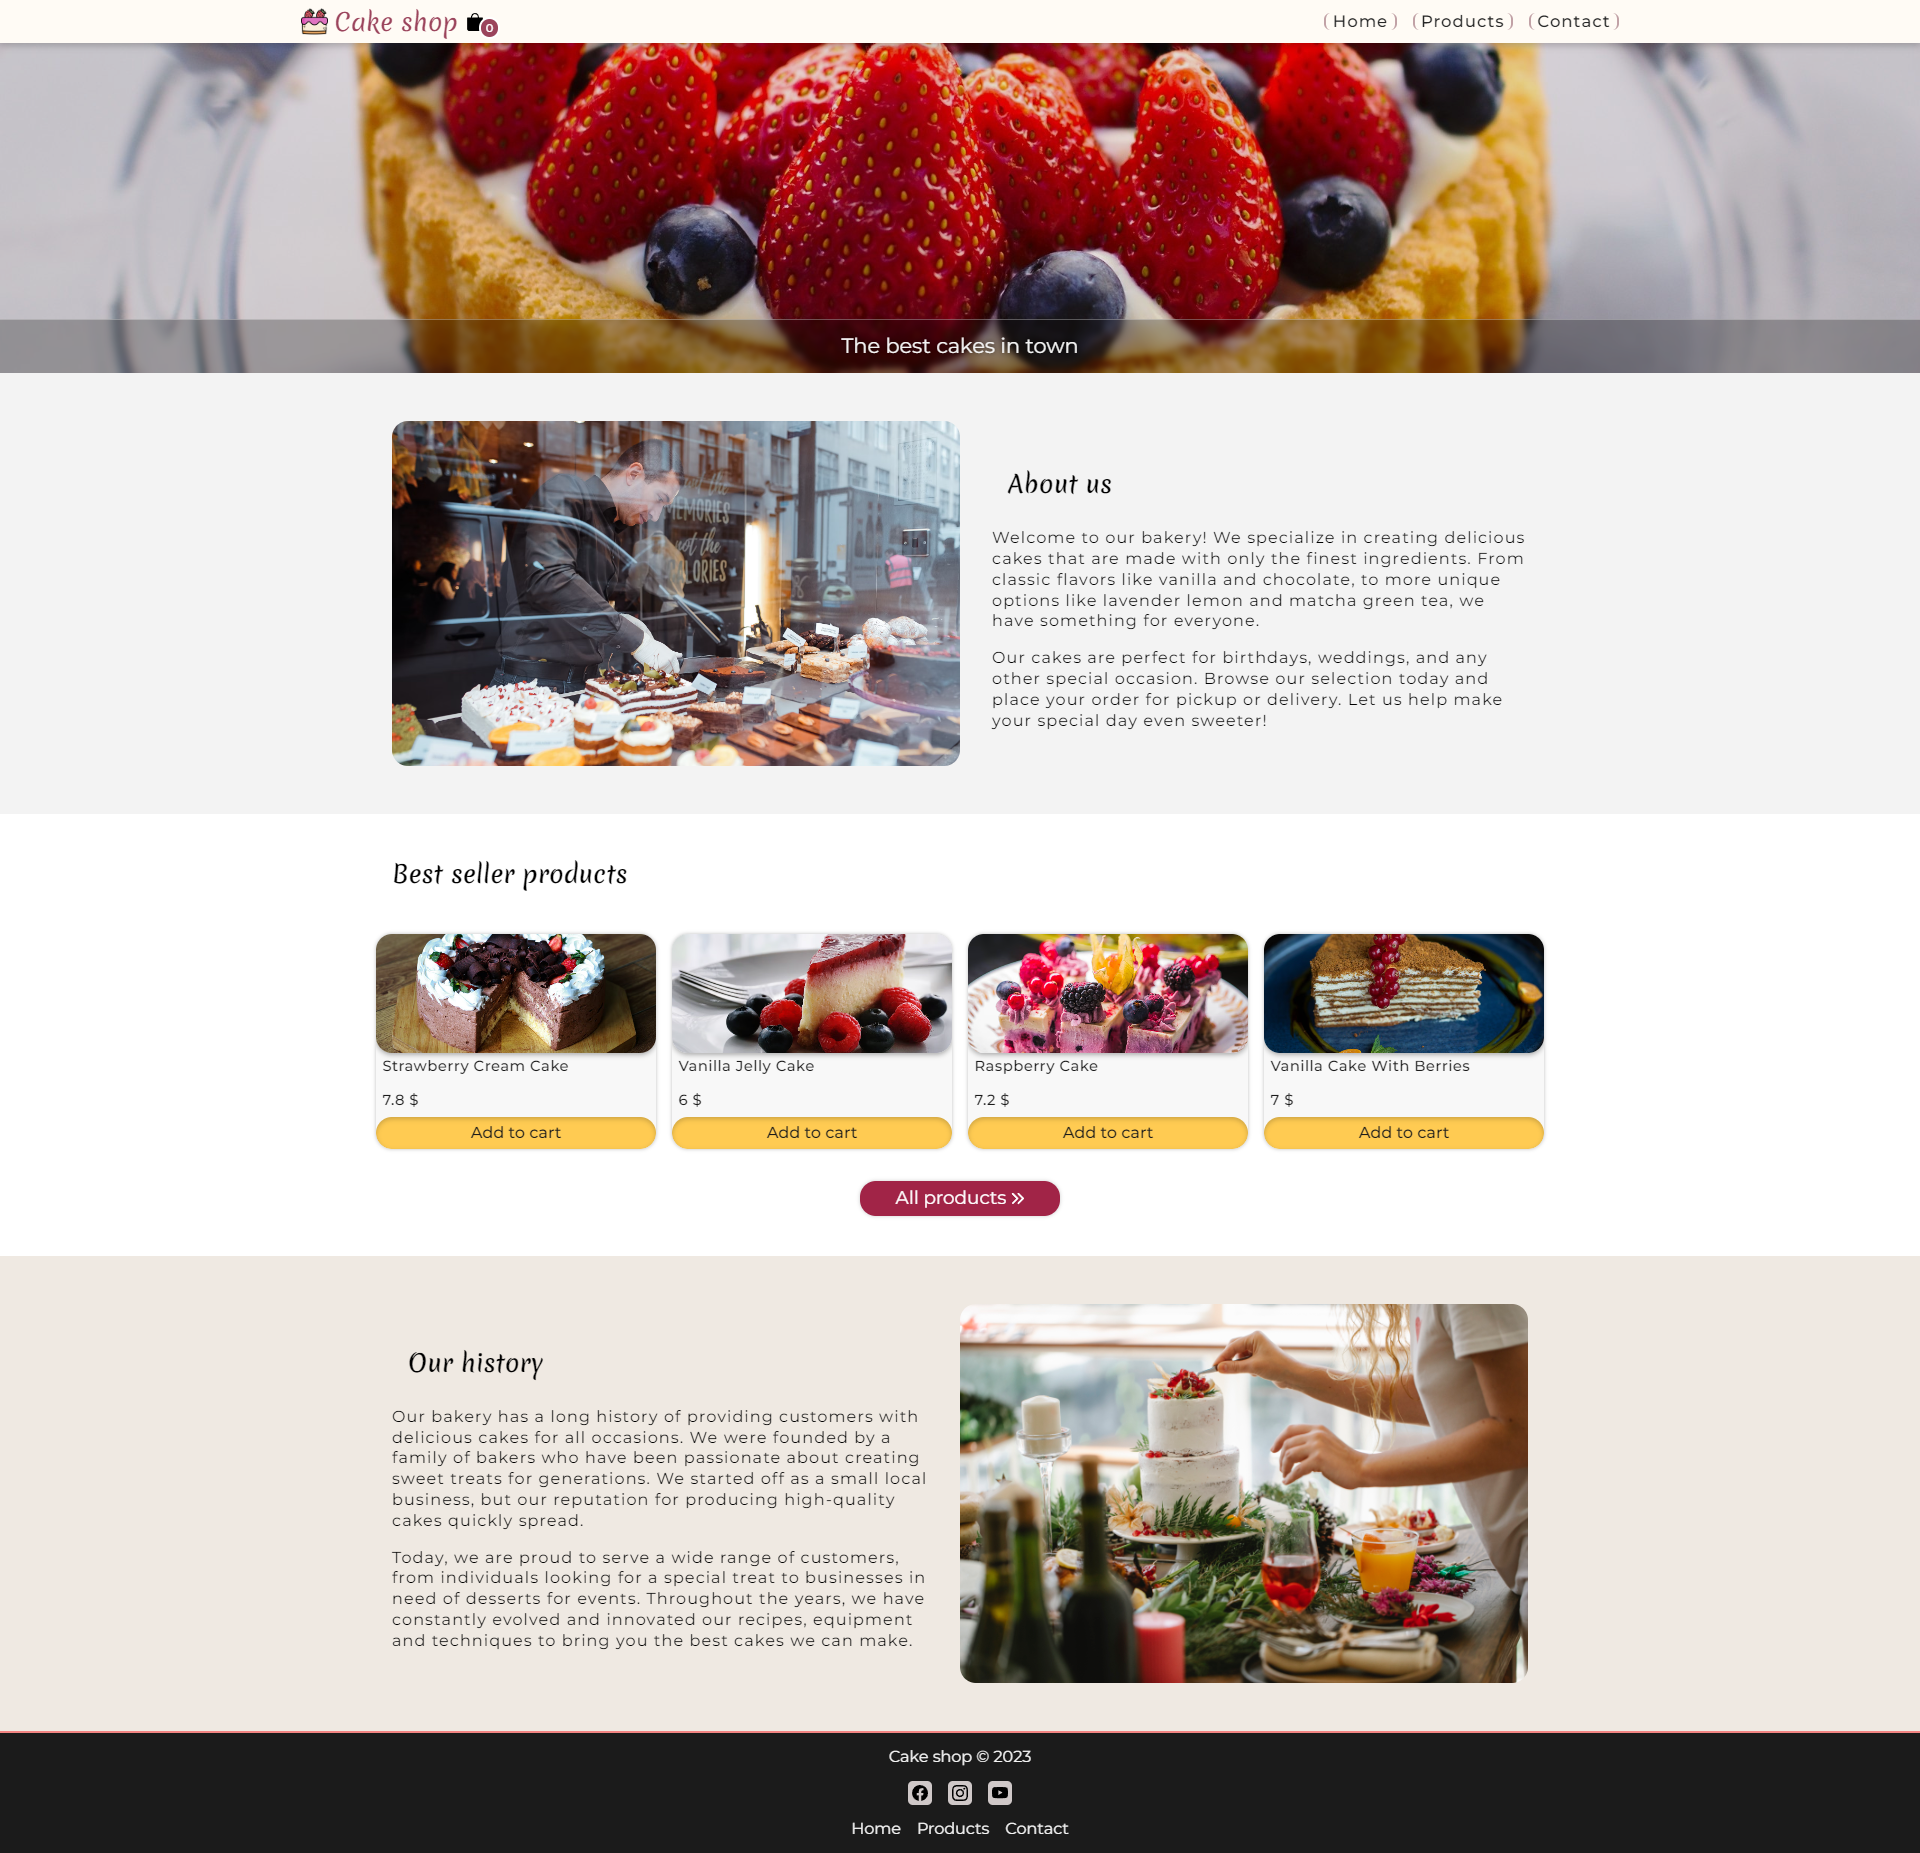 Cake shop 0
Home
Products
Contact
The best cakes in town
MEMORIES
not the
CALORIES
About us
Welcome to our bakery! We specialize in creating delicious
cakes that are made with only the finest ingredients. From
classic flavors like vanilla and chocolate, to more unique
options like lavender lemon and matcha green tea, we
have something for everyone.
Our cakes are perfect for birthdays, weddings, and any
other special occasion. Browse our selection today and
place your order for pickup or delivery. Let us help make
your special day even sweeter!
Best seller products
Strawberry Cream Cake
7.8 $
Add to cart
Vanilla Jelly Cake
6 $
Add to cart
Raspberry Cake
7.2 $
Add to cart
Vanilla Cake With Berries
7 $
Add to cart
All products
Our history
Our bakery has a long history of providing customers with
delicious cakes for all occasions. We were founded by a
family of bakers who have been passionate about creating
sweet treats for generations. We started off as a small local
business, but our reputation for producing high-quality
cakes quickly spread.
Today, we are proud to serve a wide range of customers,
from individuals looking for a special treat to businesses in
need of desserts for events. Throughout the years, we have
constantly evolved and innovated our recipes, equipment
and techniques to bring you the best cakes we can make.
Cake shop © 2023
Home Products Contact